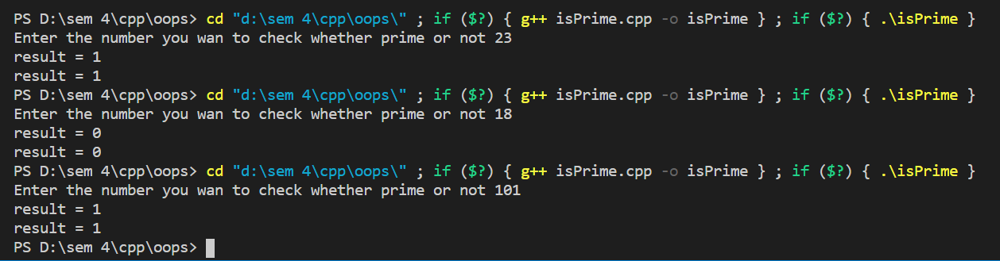 PS D:\sem 4\cpp\oops> cd "d:\sem 4\cpp\oops\" ; if ($?) { g++ isPrime.cpp -o isPrime } ; if ($?) { .\isPrime }
Enter the number you wan to check whether prime or not 23
result = 1
result = 1
PS D:\sem 4\cpp\oops> cd "d:\sem 4\cpp\oops\" ; if ($?) { g++ isPrime.cpp -o isPrime } ; if ($?) { .\isPrime }
Enter the number you wan to check whether prime or not 18
result = 0
result = 0
PS D:\sem 4\cpp\oops> cd "d:\sem 4\cpp\oops\" ; if ($?) { g++ isPrime.cpp -o isPrime } ; if ($?) { .\isPrime }
Enter the number you wan to check whether prime or not 101
result = 1
result = 1
PS D:\sem 4\cpp\oops>